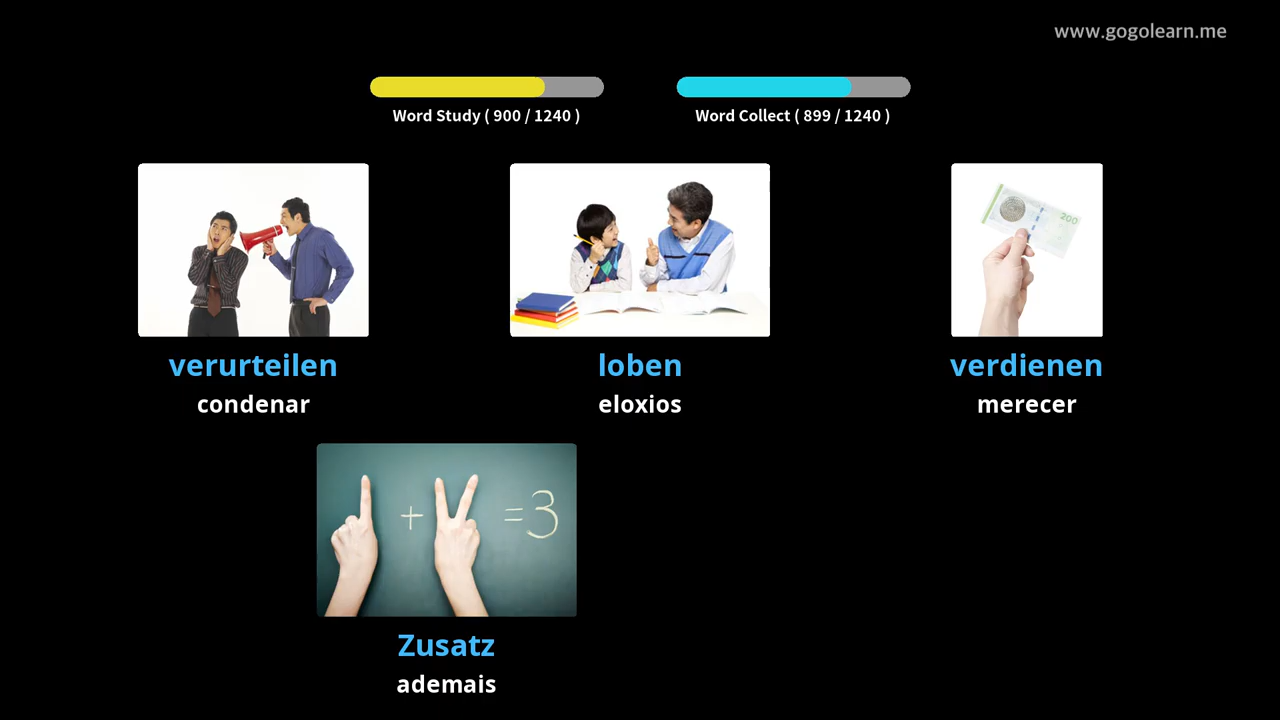 www.gogolearn.me
Word Study ( 900 / 1240 )
Word Collect ( 899 / 1240 )
200
verurteilen
loben
verdienen
condenar
eloxios
merecer
+ =3
Zusatz
ademais